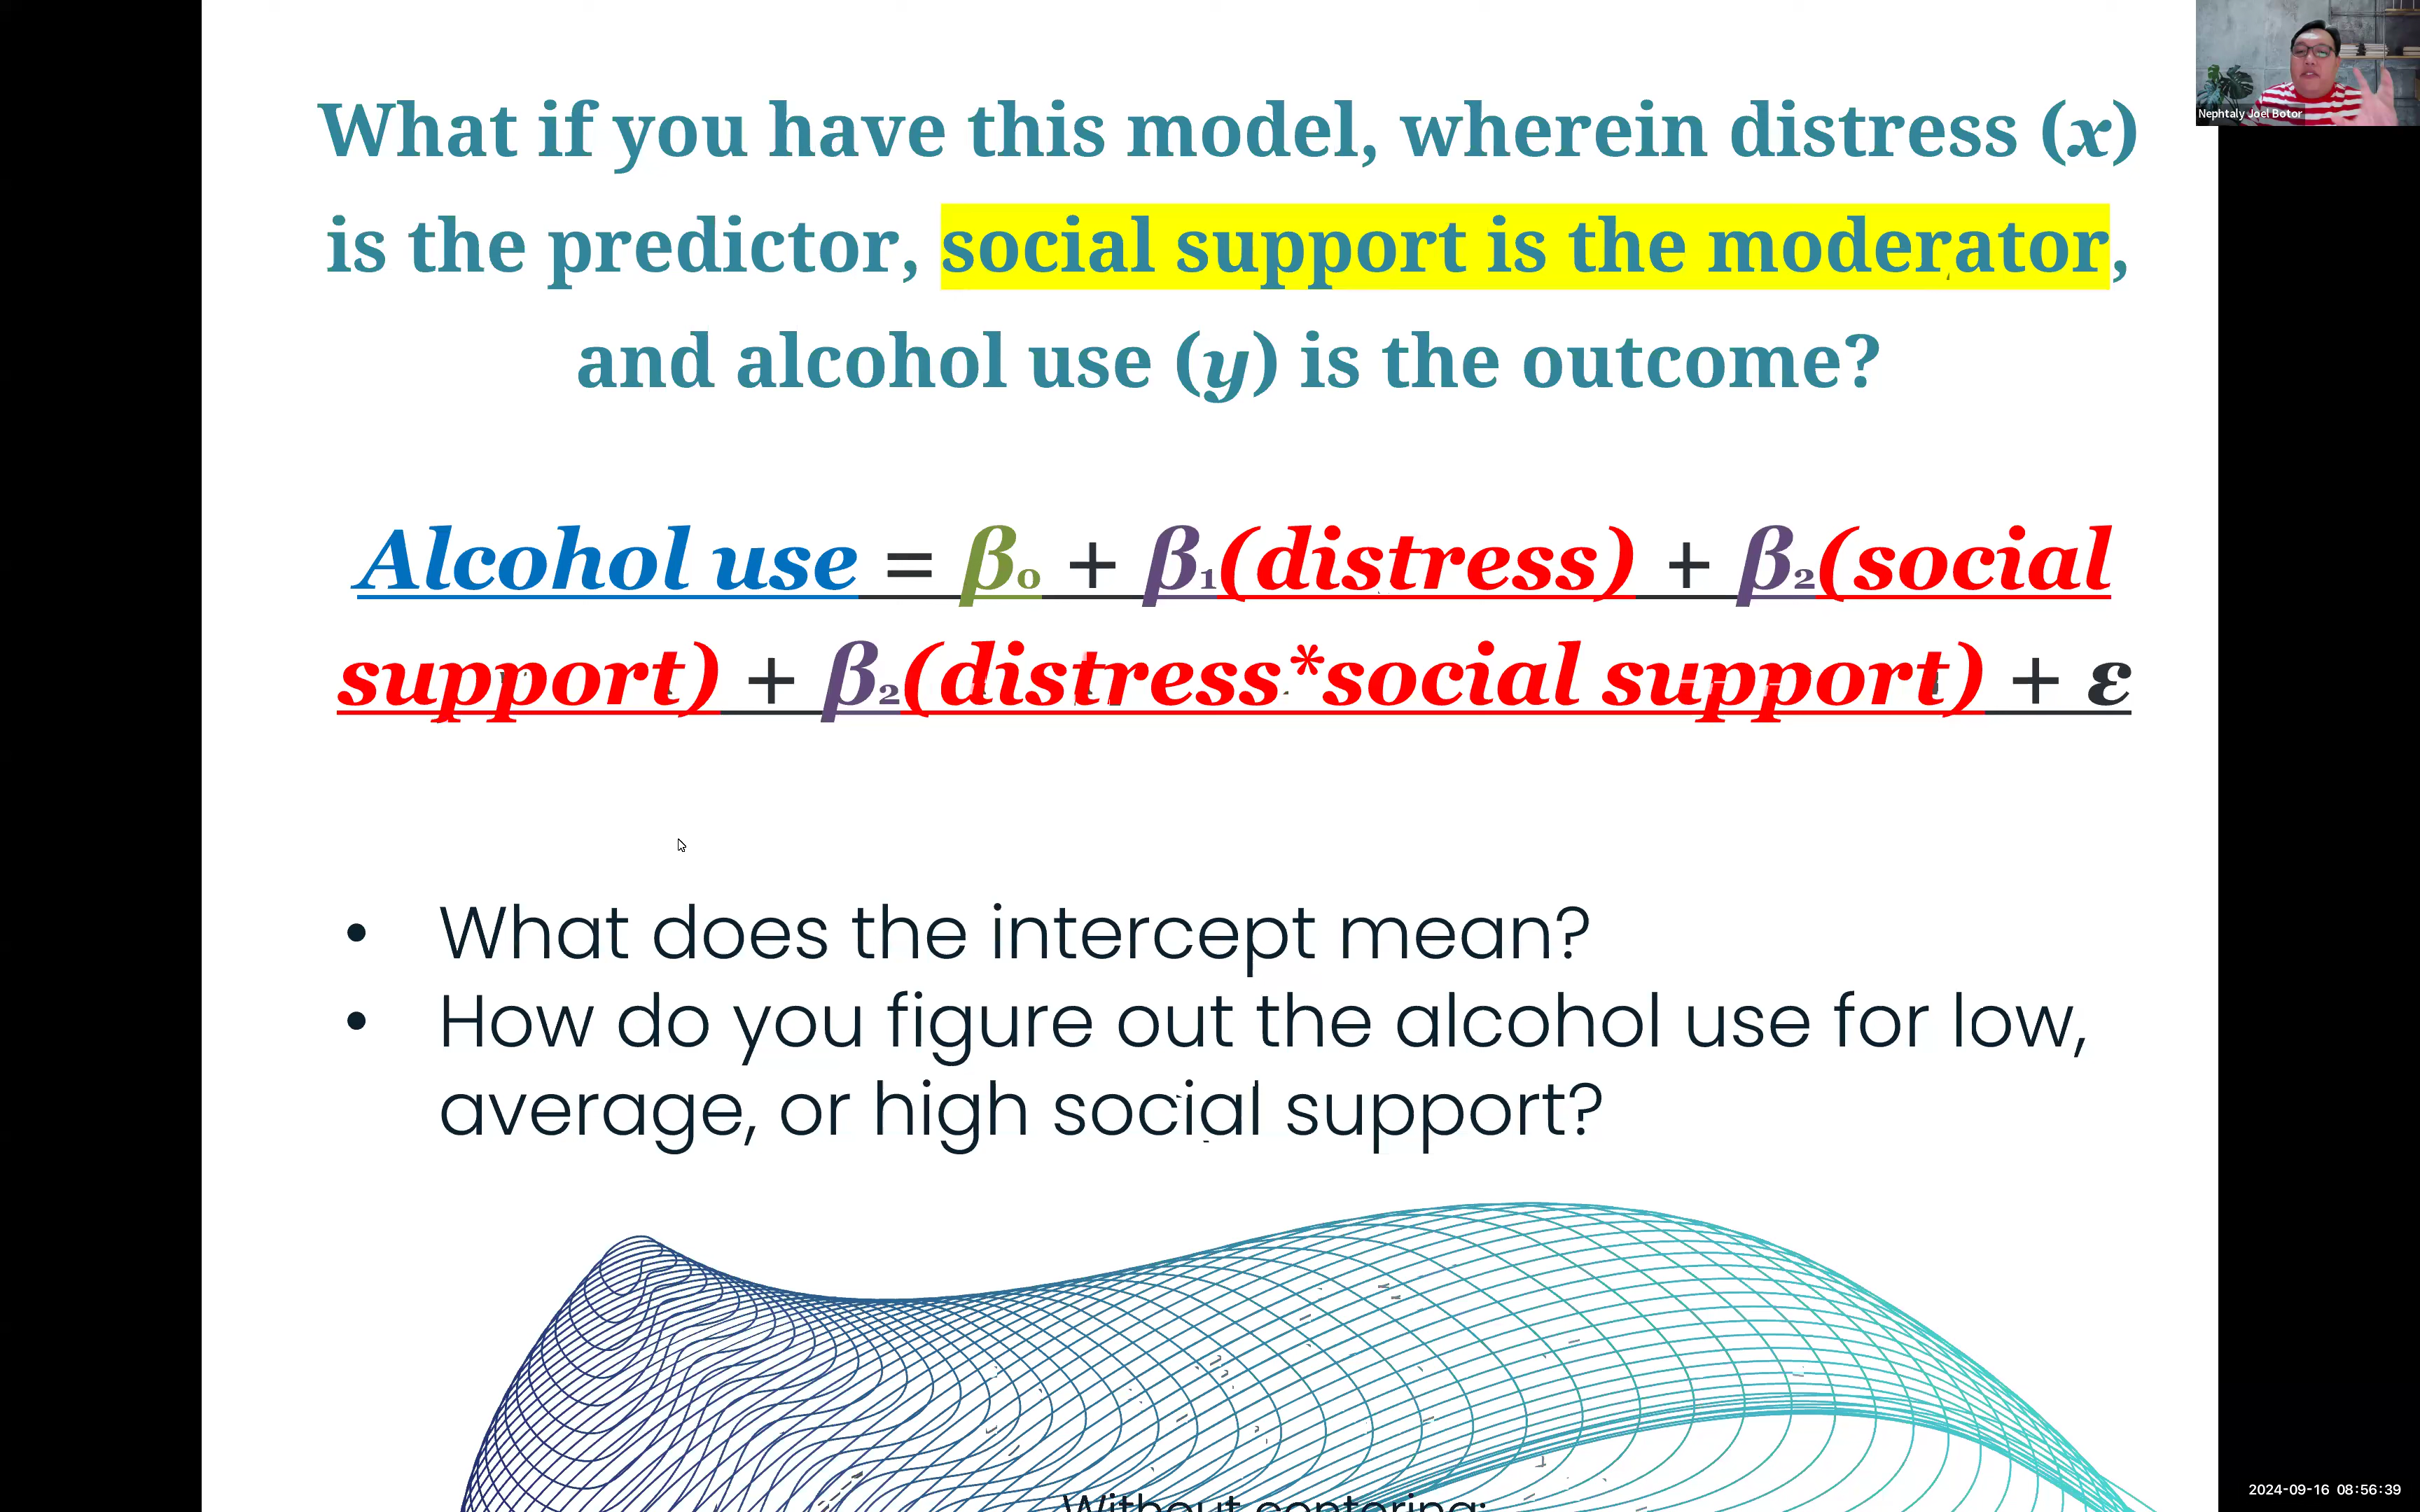 What if you have this model, wherein distress (x)
is the predictor, social support is the moderator,
and alcohol use (y) is the outcome?
Alcohol use = β₀ + β₁(distress) + β₂(social
support) + β₂(distress*social support) + ε
• What does the intercept mean?
• How do you figure out the alcohol use for low,
average, or high social support?
Without centering:
Nephtaly Joel Botor
2024-09-16 08:56:39